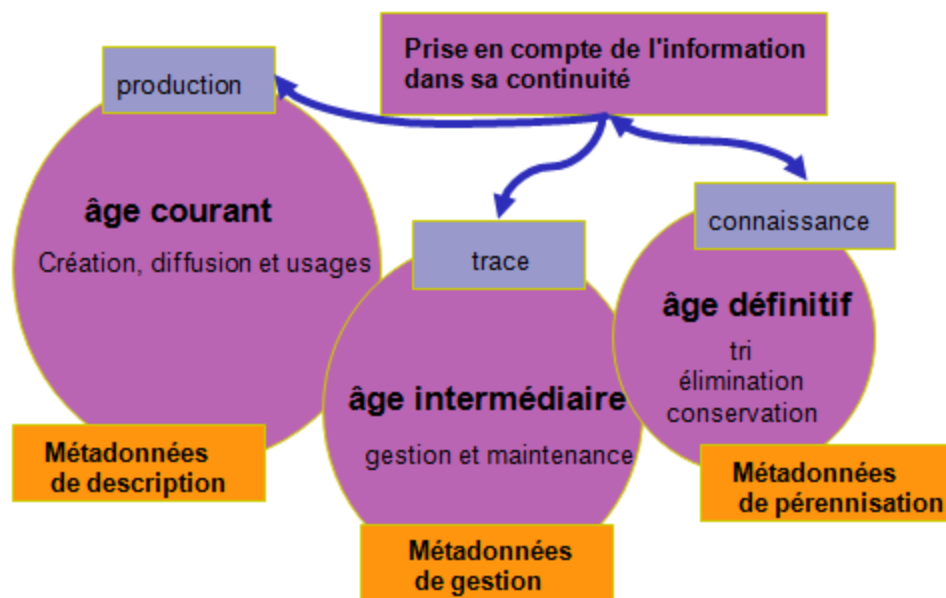 Prise en compte de l'information
dans sa continuité
production
âge courant
Création, diffusion et usages
Métadonnées
de description
trace
âge intermédiaire
gestion et maintenance
Métadonnées
de gestion
connaissance
âge définitif
tri
élimination
conservation
Métadonnées
de pérennisation